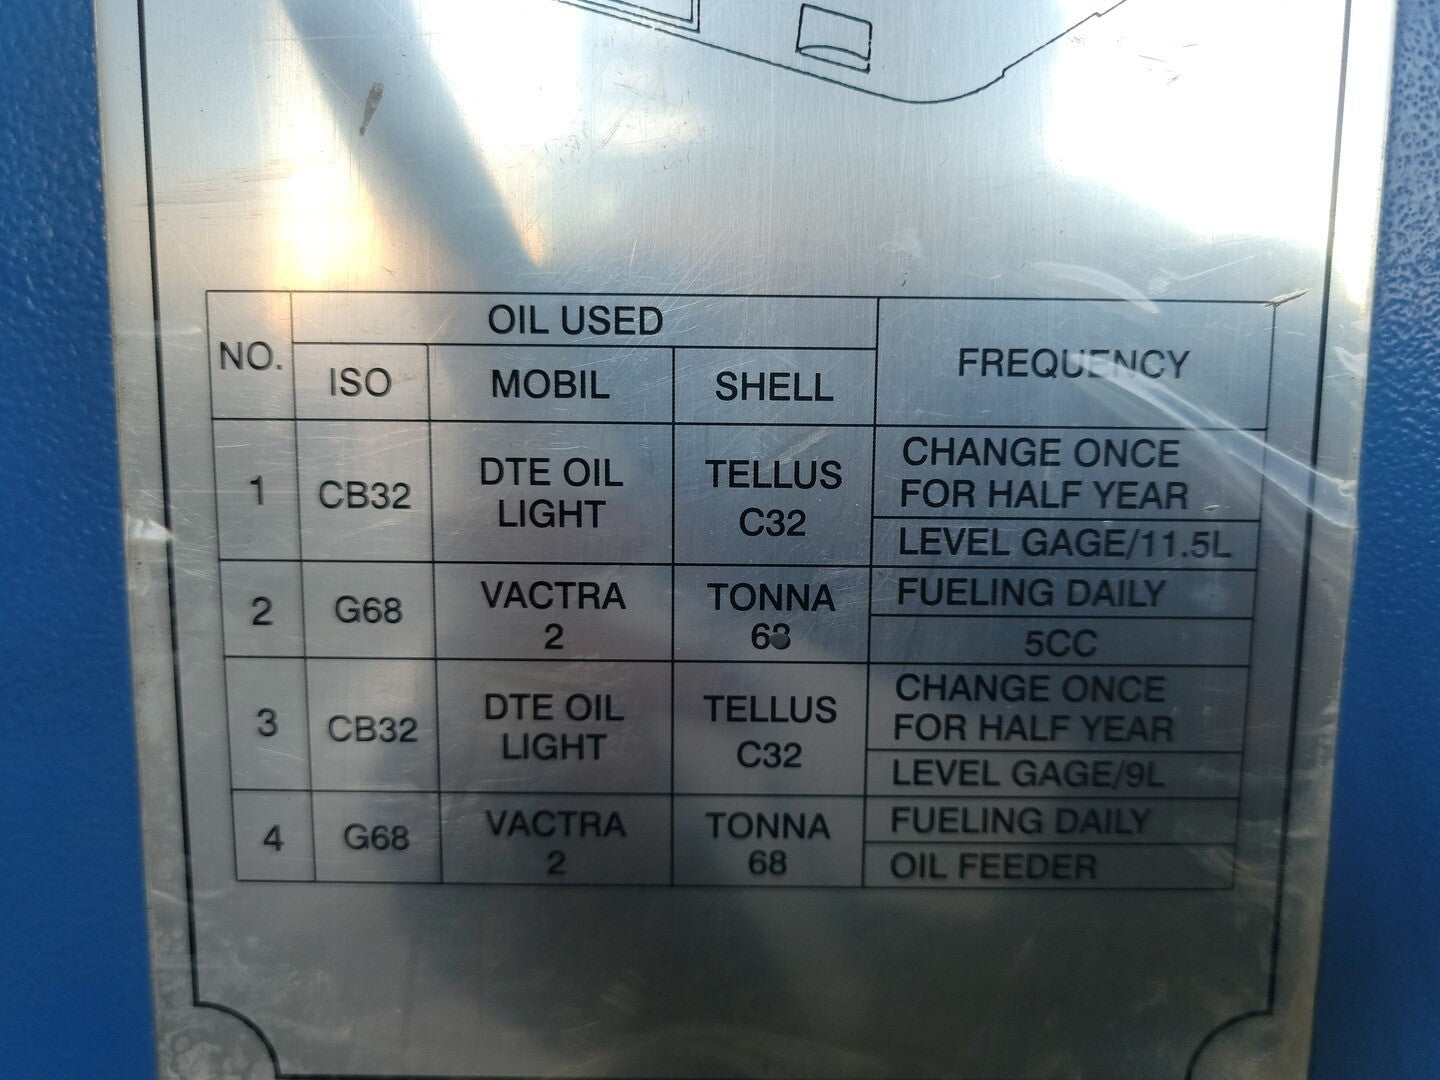 NO.
OIL USED
FREQUENCY
ISO
MOBIL
SHELL
1
CB32
DTE OIL
LIGHT
TELLUS
C32
CHANGE ONCE
FOR HALF YEAR
LEVEL GAGE/11.5L
2
G68
VACTRA
2
TONNA
68
FUELING DAILY
5CC
3
CB32
DTE OIL
LIGHT
TELLUS
C32
CHANGE ONCE
FOR HALF YEAR
LEVEL GAGE/9L
4
G68
VACTRA
2
TONNA
68
FUELING DAILY
OIL FEEDER